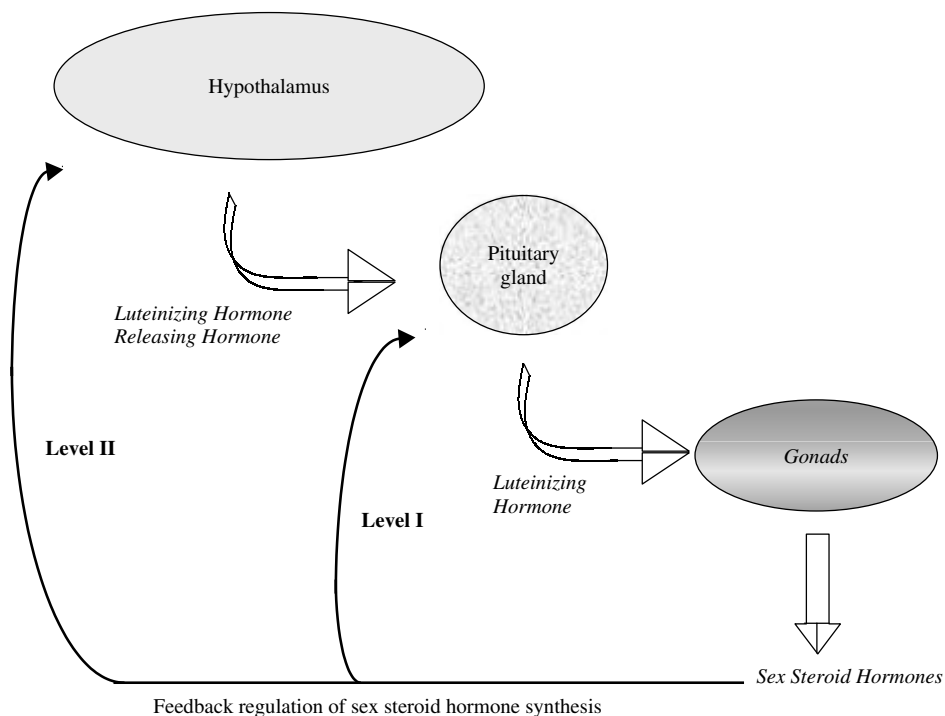 Hypothalamus
Pituitary
gland
Luteinizing Hormone
Releasing Hormone
Level II
Gonads
Luteinizing
Hormone
Level I
Sex Steroid Hormones
Feedback regulation of sex steroid hormone synthesis